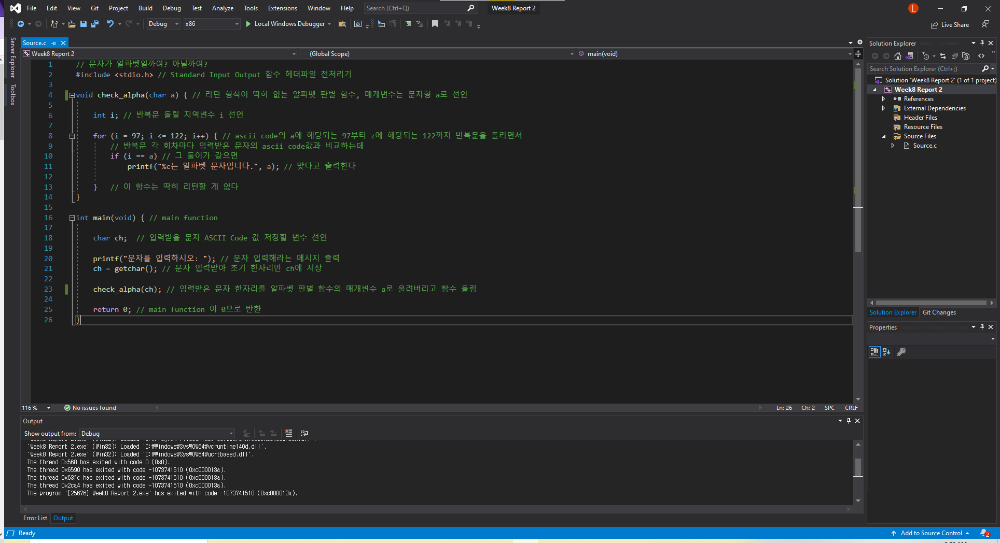 File Edit View Git Project Build Debug Test Analyze Tools Extensions Window Help Search (Ctrl+Q) Week8 Report 2 L
Debug x86 Local Windows Debugger Live Share
Server Explorer
Toolbox
Source.c
Week8 Report 2 (Global Scope) main(void)
1 // 문자가 알파벳일까여? 아닐까여?
2 #include <stdio.h> // Standard Input Output 함수 헤더파일 전처리기
3
4 void check_alpha(char a) { // 리턴 형식이 딱히 없는 알파벳 판별 함수, 매개변수는 문자형 a로 선언
5
6 int i; // 반복문 돌릴 지역변수 i 선언
7
8 for (i = 97; i <= 122; i++) { // ascii code의 a에 해당되는 97부터 z에 해당되는 122까지 반복문을 돌리면서
9 // 반복문 각 회차마다 입력받은 문자의 ascii code값과 비교하는데
10 if (i == a) // 그 둘이가 같으면
11 printf("%c는 알파벳 문자입니다.", a); // 맞다고 출력한다
12
13 } // 이 함수는 딱히 리턴할 게 없다
14 }
15
16 int main(void) { // main function
17
18 char ch; // 입력받을 문자 ASCII Code 값 저장할 변수 선언
19
20 printf("문자를 입력하시오: "); // 문자 입력해라는 메시지 출력
21 ch = getchar(); // 문자 입력받아 초기 한자리만 ch에 저장
22
23 check_alpha(ch); // 입력받은 문자 한자리를 알파벳 판별 함수의 매개변수 a로 올려버리고 함수 돌림
24
25 return 0; // main function 이 0으로 반환
26 }
116 % No issues found Ln: 26 Ch: 2 SPC CRLF
Output
Show output from: Debug
'Week8 Report 2.exe' (Win32): Loaded 'C:₩Windows₩SysWOW64₩vcruntime140d.dll'.
'Week8 Report 2.exe' (Win32): Loaded 'C:₩Windows₩SysWOW64₩ucrtbased.dll'.
The thread 0x568 has exited with code 0 (0x0).
The thread 0x6590 has exited with code -1073741510 (0xc000013a).
The thread 0x63fc has exited with code -1073741510 (0xc000013a).
The thread 0x2ca4 has exited with code -1073741510 (0xc000013a).
The program '[25676] Week8 Report 2.exe' has exited with code -1073741510 (0xc000013a).
Error List Output
Solution Explorer
Search Solution Explorer (Ctrl+;)
Solution 'Week8 Report 2' (1 of 1 project)
Week8 Report 2
References
External Dependencies
Header Files
Resource Files
Source Files
Source.c
Solution Explorer Git Changes
Properties
Ready Add to Source Control 2